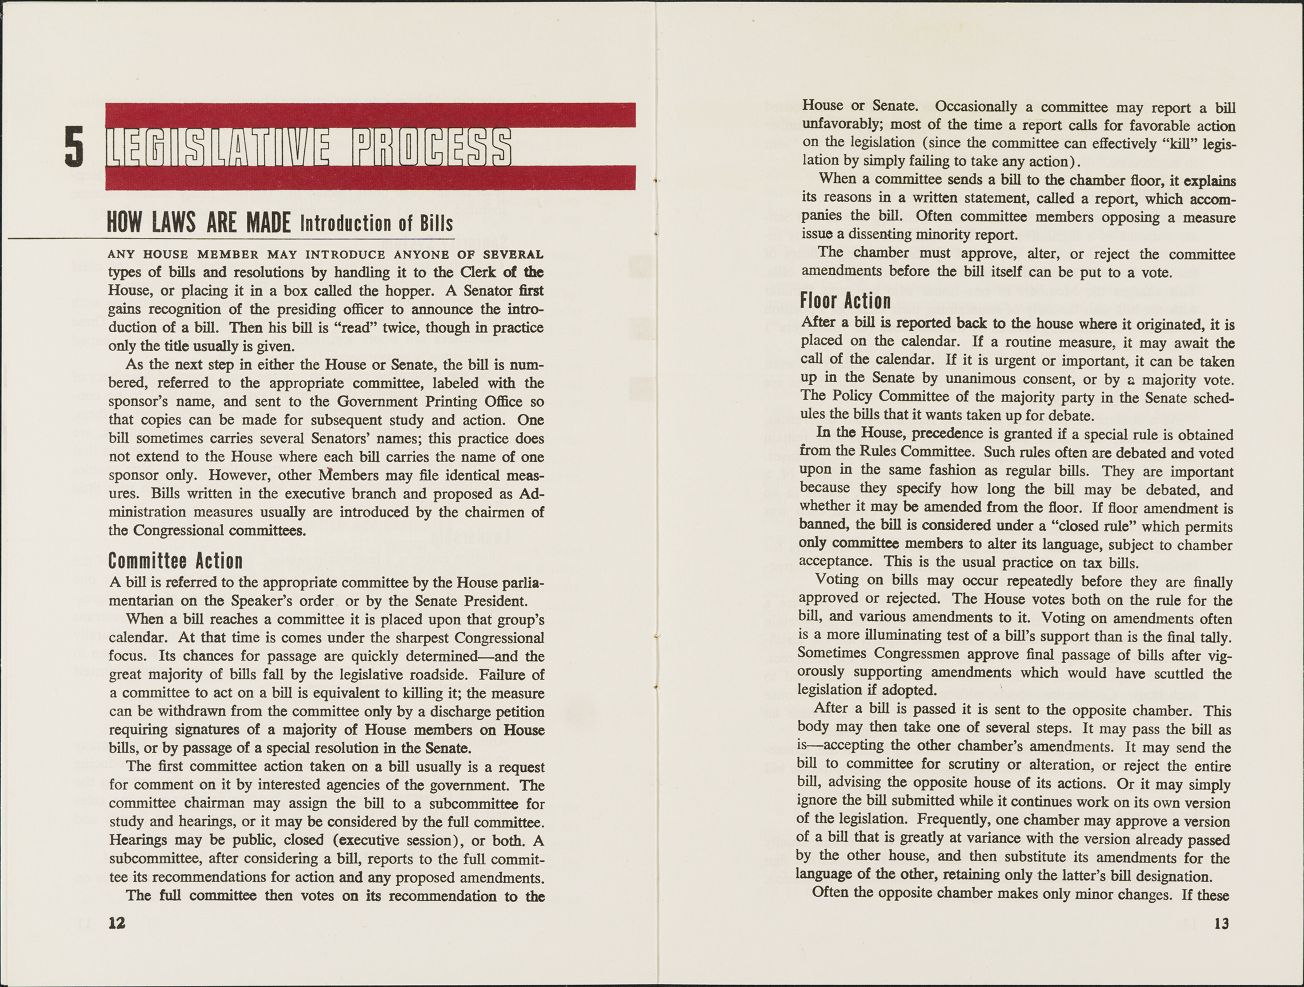 5 LEGISLATIVE PROCESS
HOW LAWS ARE MADE Introduction of Bills
ANY HOUSE MEMBER MAY INTRODUCE ANYONE OF SEVERAL
types of bills and resolutions by handling it to the Clerk of the
House, or placing it in a box called the hopper. A Senator first
gains recognition of the presiding officer to announce the intro-
duction of a bill. Then his bill is “read” twice, though in practice
only the title usually is given.
As the next step in either the House or Senate, the bill is num-
bered, referred to the appropriate committee, labeled with the
sponsor’s name, and sent to the Government Printing Office so
that copies can be made for subsequent study and action. One
bill sometimes carries several Senators’ names; this practice does
not extend to the House where each bill carries the name of one
sponsor only. However, other Members may file identical meas-
ures. Bills written in the executive branch and proposed as Ad-
ministration measures usually are introduced by the chairmen of
the Congressional committees.
Committee Action
A bill is referred to the appropriate committee by the House parlia-
mentarian on the Speaker’s order or by the Senate President.
When a bill reaches a committee it is placed upon that group’s
calendar. At that time is comes under the sharpest Congressional
focus. Its chances for passage are quickly determined—and the
great majority of bills fall by the legislative roadside. Failure of
a committee to act on a bill is equivalent to killing it; the measure
can be withdrawn from the committee only by a discharge petition
requiring signatures of a majority of House members on House
bills, or by passage of a special resolution in the Senate.
The first committee action taken on a bill usually is a request
for comment on it by interested agencies of the government. The
committee chairman may assign the bill to a subcommittee for
study and hearings, or it may be considered by the full committee.
Hearings may be public, closed (executive session), or both. A
subcommittee, after considering a bill, reports to the full commit-
tee its recommendations for action and any proposed amendments.
The full committee then votes on its recommendation to the
12
House or Senate. Occasionally a committee may report a bill
unfavorably; most of the time a report calls for favorable action
on the legislation (since the committee can effectively “kill” legis-
lation by simply failing to take any action).
When a committee sends a bill to the chamber floor, it explains
its reasons in a written statement, called a report, which accom-
panies the bill. Often committee members opposing a measure
issue a dissenting minority report.
The chamber must approve, alter, or reject the committee
amendments before the bill itself can be put to a vote.
Floor Action
After a bill is reported back to the house where it originated, it is
placed on the calendar. If a routine measure, it may await the
call of the calendar. If it is urgent or important, it can be taken
up in the Senate by unanimous consent, or by a majority vote.
The Policy Committee of the majority party in the Senate sched-
ules the bills that it wants taken up for debate.
In the House, precedence is granted if a special rule is obtained
from the Rules Committee. Such rules often are debated and voted
upon in the same fashion as regular bills. They are important
because they specify how long the bill may be debated, and
whether it may be amended from the floor. If floor amendment is
banned, the bill is considered under a “closed rule” which permits
only committee members to alter its language, subject to chamber
acceptance. This is the usual practice on tax bills.
Voting on bills may occur repeatedly before they are finally
approved or rejected. The House votes both on the rule for the
bill, and various amendments to it. Voting on amendments often
is a more illuminating test of a bill’s support than is the final tally.
Sometimes Congressmen approve final passage of bills after vig-
orously supporting amendments which would have scuttled the
legislation if adopted.
After a bill is passed it is sent to the opposite chamber. This
body may then take one of several steps. It may pass the bill as
is—accepting the other chamber’s amendments. It may send the
bill to committee for scrutiny or alteration, or reject the entire
bill, advising the opposite house of its actions. Or it may simply
ignore the bill submitted while it continues work on its own version
of the legislation. Frequently, one chamber may approve a version
of a bill that is greatly at variance with the version already passed
by the other house, and then substitute its amendments for the
language of the other, retaining only the latter’s bill designation.
Often the opposite chamber makes only minor changes. If these
13